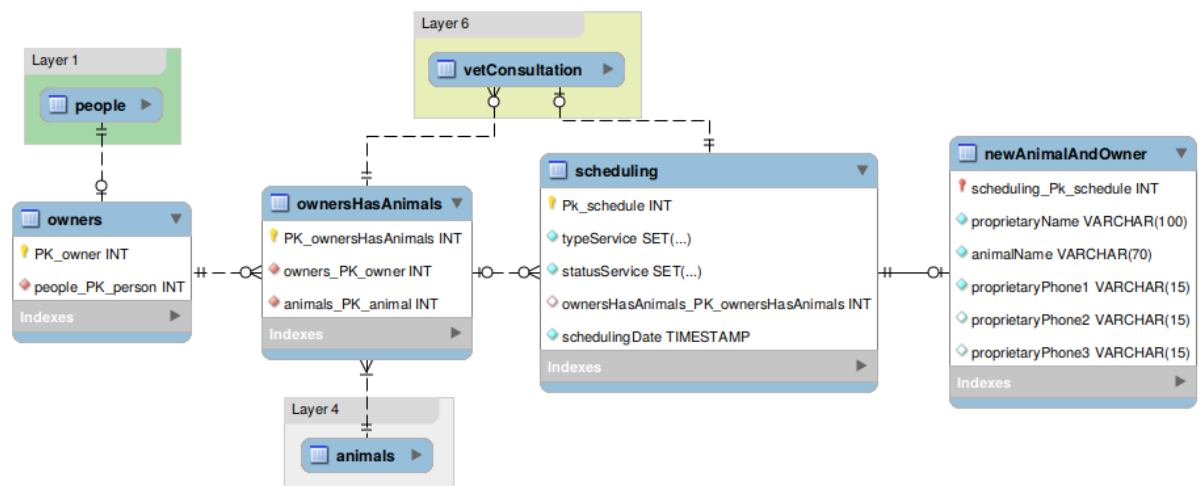 Layer 6
vetConsultation
Layer 1
people
owners
PK_owner INT
people_PK_person INT
Indexes
ownersHasAnimals
PK_ownersHasAnimals INT
owners_PK_owner INT
animals_PK_animal INT
Indexes
scheduling
Pk_schedule INT
typeService SET(...)
statusService SET(...)
ownersHasAnimals_PK_ownersHasAnimals INT
schedulingDate TIMESTAMP
Indexes
newAnimalAndOwner
scheduling_Pk_schedule INT
proprietaryName VARCHAR(100)
animalName VARCHAR(70)
proprietaryPhone1 VARCHAR(15)
proprietaryPhone2 VARCHAR(15)
proprietaryPhone3 VARCHAR(15)
Indexes
Layer 4
animals